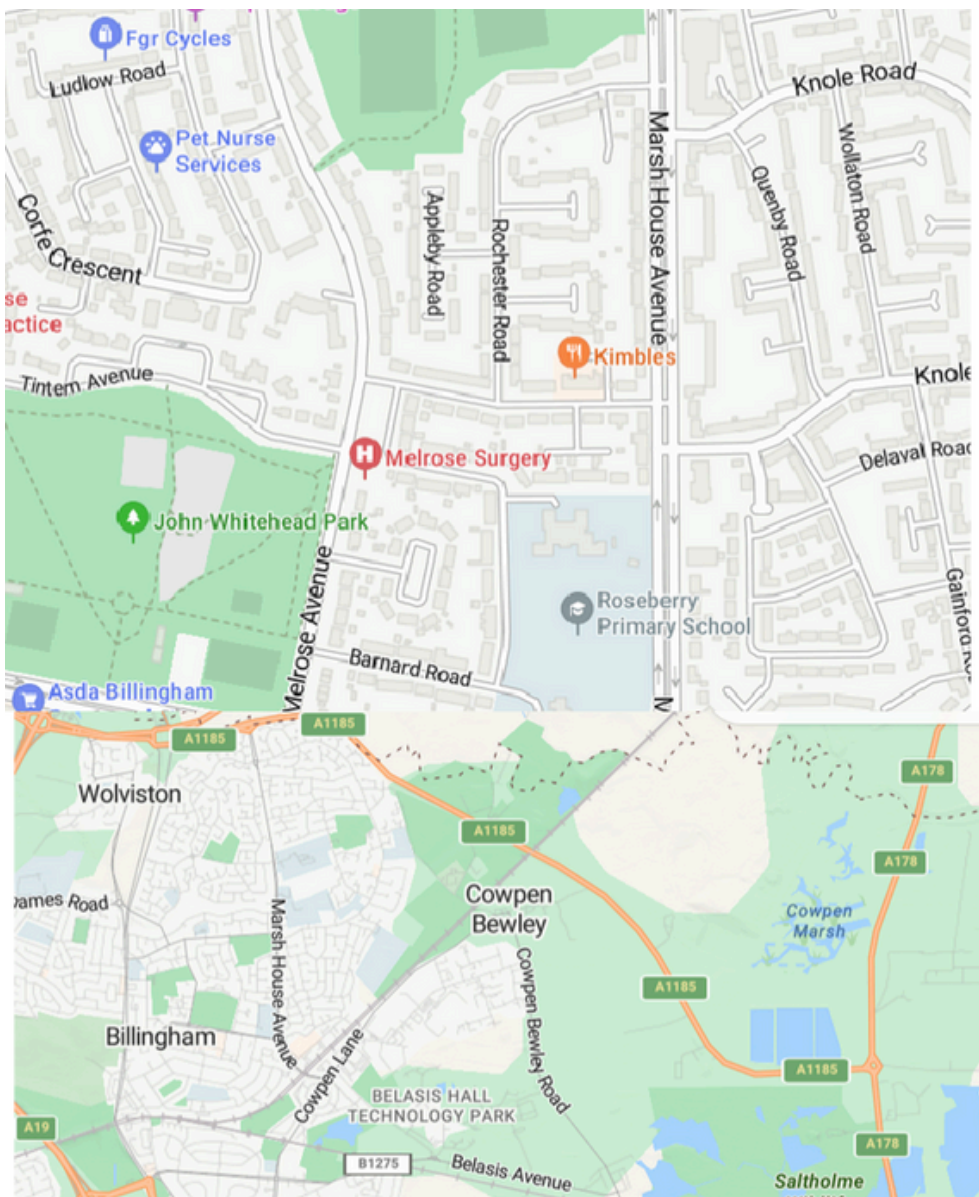 Fgr Cycles
Ludlow Road
Pet Nurse
Services
Corfe Crescent
Appleby Road
Rochester Road
Marsh House Avenue
Knole Road
Wollaton Road
Quenby Road
Kimbles
Tintern Avenue
Knole
Melrose Surgery
Delaval Road
John Whitehead Park
Roseberry
Primary School
Gainford
Melrose Avenue
Barnard Road
Asda Billingham
M
A1185
A1185
Wolviston
A178
A1185
A178
Cowpen
Bewley
Cowpen
Marsh
Road
Marsh House Avenue
Cowpen Bewley Road
A1185
Billingham
Cowpen Lane
A1185
BELASIS HALL
TECHNOLOGY PARK
A19
A178
B1275
Belasis Avenue
Saltholme